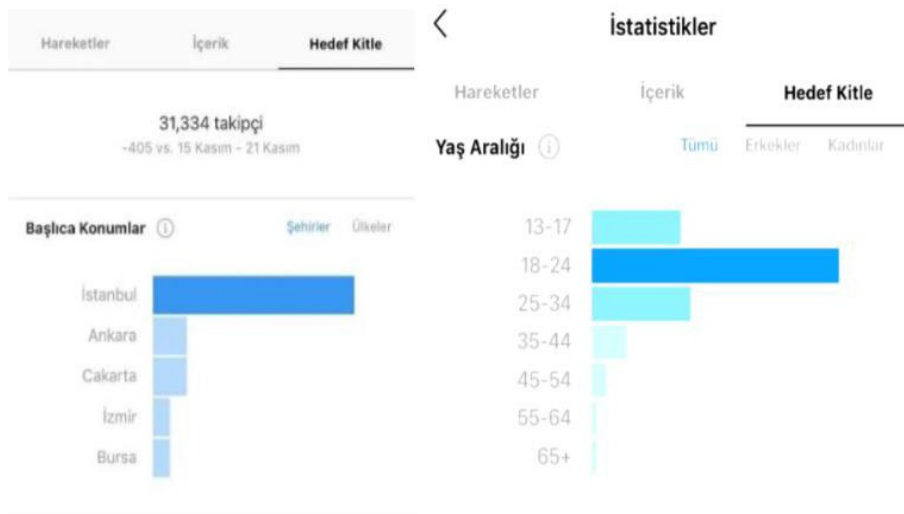 Hareketler İçerik Hedef Kitle
31,334 takipçi
-405 vs. 15 Kasım - 21 Kasım
Başlıca Konumlar Şehirler Ülkeler
İstanbul
Ankara
Cakarta
İzmir
Bursa
İstatistikler
Hareketler İçerik Hedef Kitle
Yaş Aralığı Tümü Erkekler Kadınlar
13-17
18-24
25-34
35-44
45-54
55-64
65+